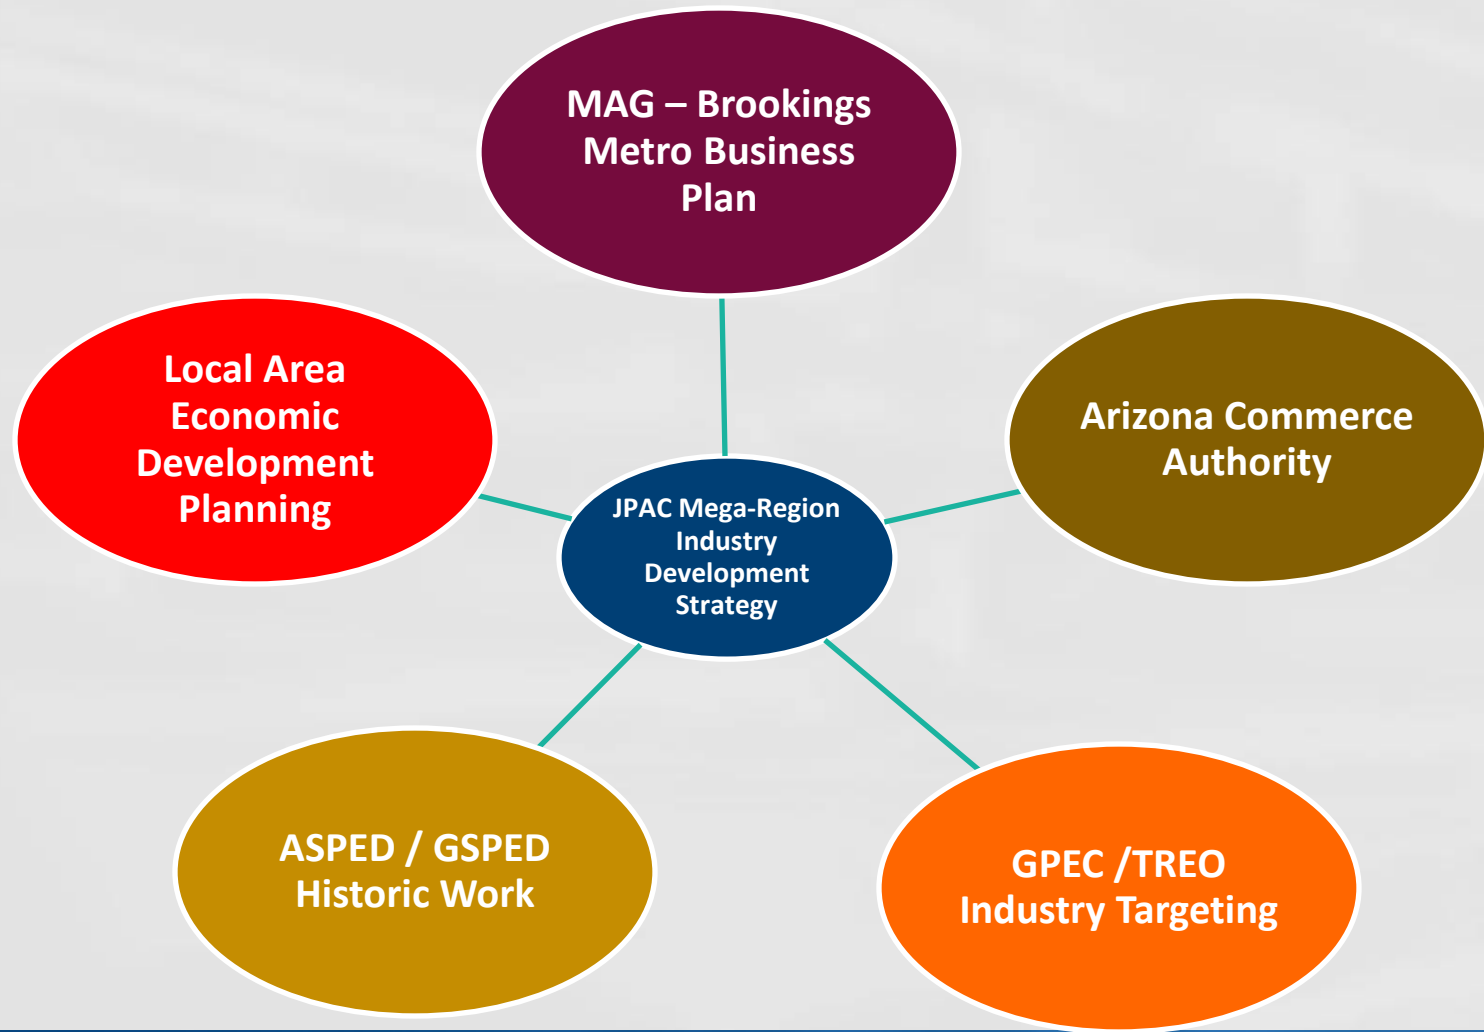 MAG – Brookings
Metro Business
Plan
Local Area
Economic
Development
Planning
Arizona Commerce
Authority
JPAC Mega-Region
Industry
Development
Strategy
ASPED / GSPED
Historic Work
GPEC /TREO
Industry Targeting